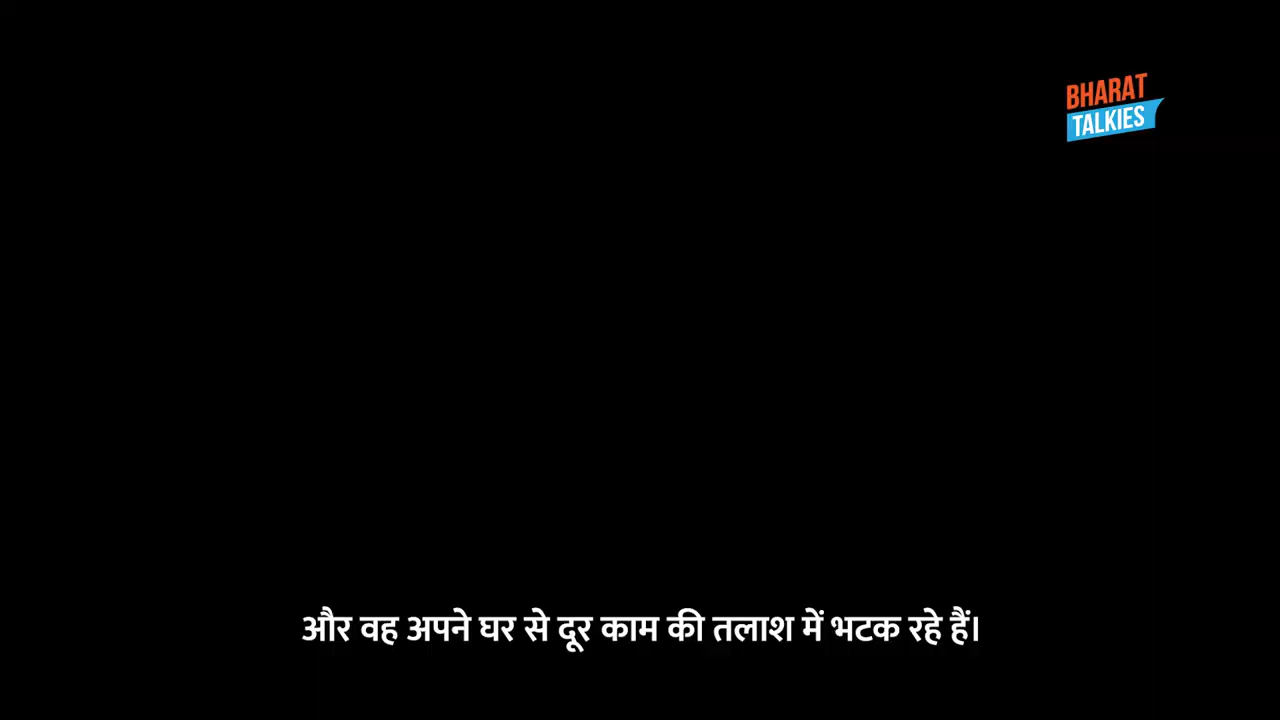 BHARAT
TALKIES
और वह अपने घर से दूर काम की तलाश में भटक रहे हैं।